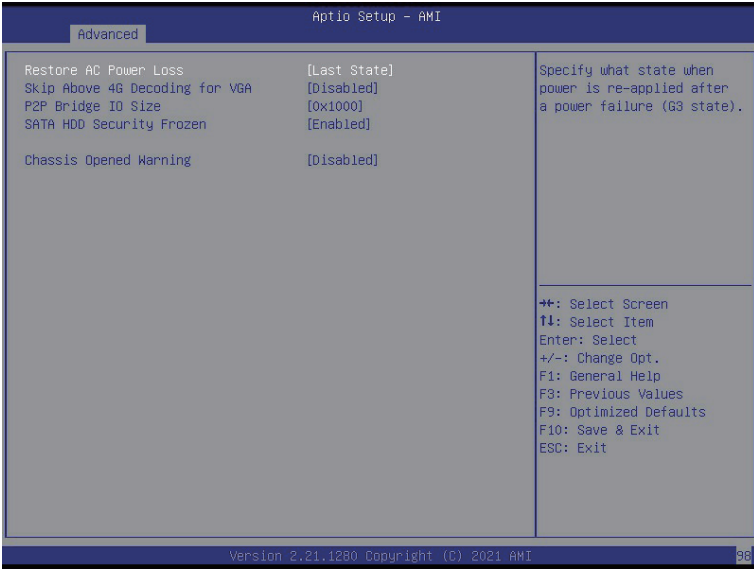 Aptio Setup – AMI
Advanced
Restore AC Power Loss [Last State]
Skip Above 4G Decoding for VGA [Disabled]
P2P Bridge IO Size [0x1000]
SATA HDD Security Frozen [Enabled]
Chassis Opened Warning [Disabled]
Specify what state when
power is re-applied after
a power failure (G3 state).
→←: Select Screen
↑↓: Select Item
Enter: Select
+/-: Change Opt.
F1: General Help
F3: Previous Values
F9: Optimized Defaults
F10: Save & Exit
ESC: Exit
Version 2.21.1280 Copyright (C) 2021 AMI
98